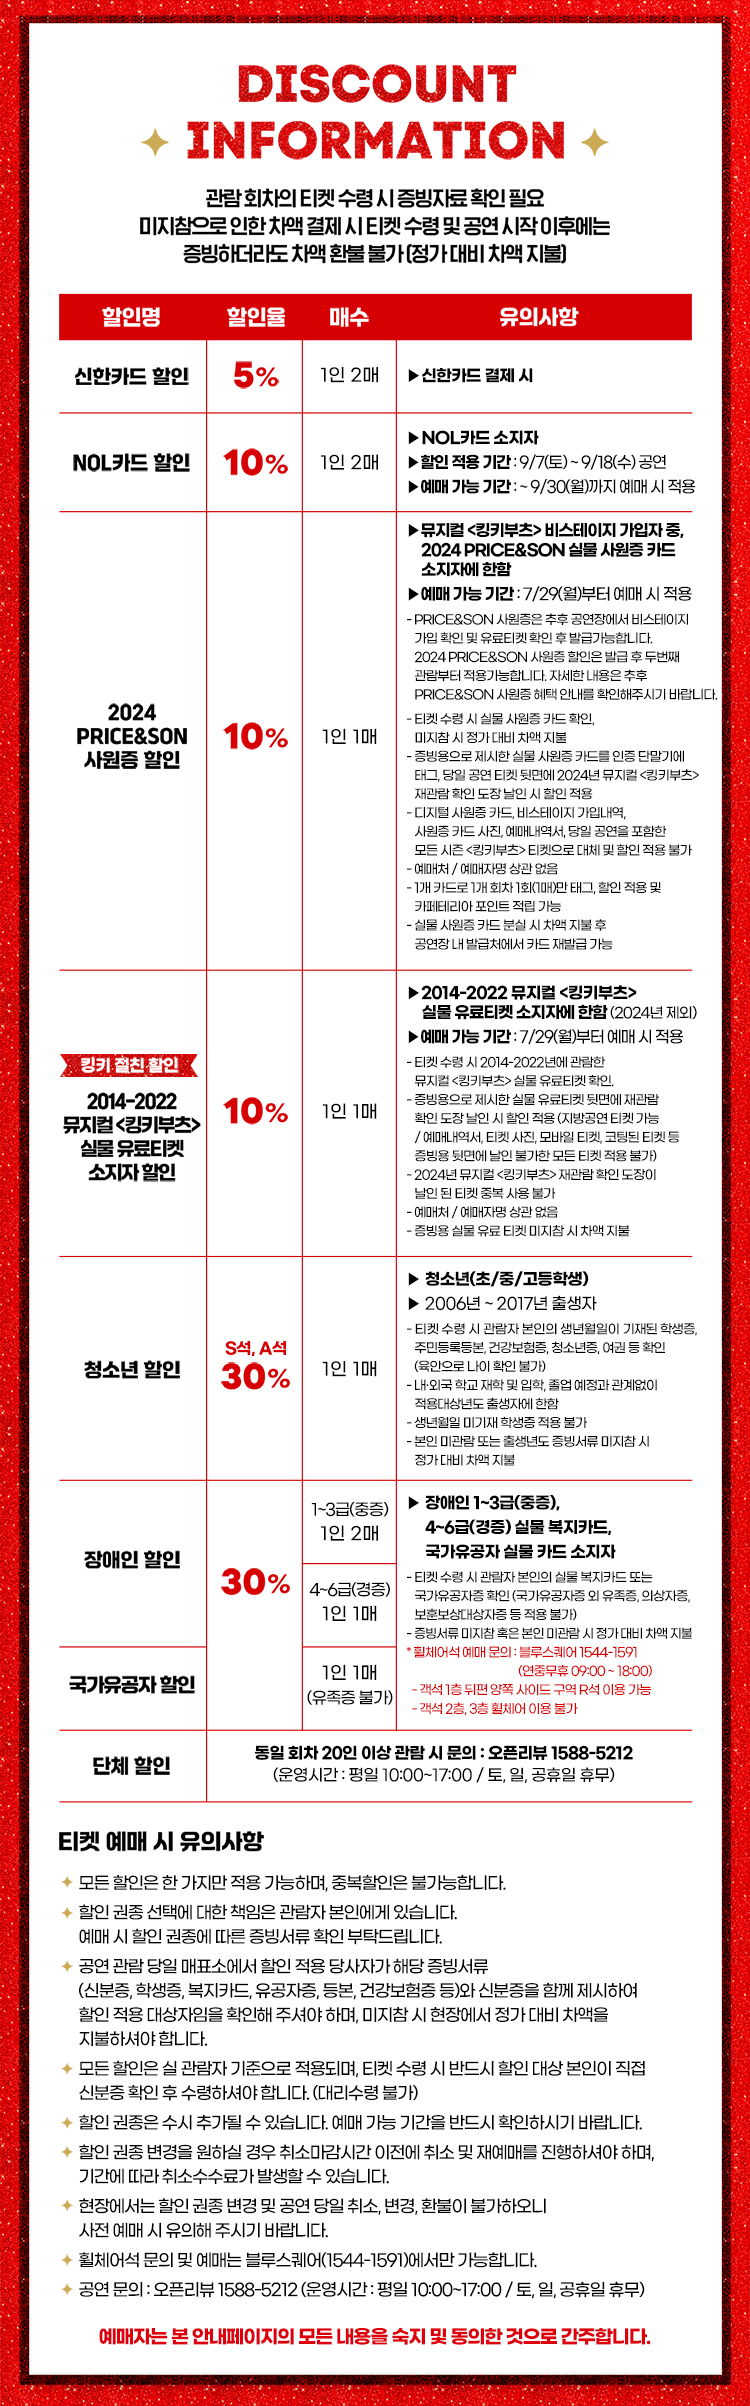 DISCOUNT
INFORMATION
관람 회차의 티켓 수령 시 증빙자료 확인 필요
미지참으로 인한 차액 결제 시 티켓 수령 및 공연 시작 이후에는
증빙하더라도 차액 환불 불가 (정가 대비 차액 지불)
할인명 할인율 매수 유의사항
신한카드 할인 5% 1인 2매 ▶신한카드 결제 시
NOL카드 할인 10% 1인 2매
▶NOL카드 소지자
▶할인 적용 기간 : 9/7(토) ~ 9/18(수) 공연
▶예매 가능 기간 : ~ 9/30(월)까지 예매 시 적용
2024
PRICE&SON
사원증 할인
10%
1인 1매
▶뮤지컬 <킹키부츠> 비스테이지 가입자 중,
2024 PRICE&SON 실물 사원증 카드
소지자에 한함
▶예매 가능 기간 : 7/29(월)부터 예매 시 적용
- PRICE&SON 사원증은 추후 공연장에서 비스테이지
가입 확인 및 유료티켓 확인 후 발급가능합니다.
2024 PRICE&SON 사원증 할인은 발급 후 두번째
관람부터 적용가능합니다. 자세한 내용은 추후
PRICE&SON 사원증 혜택 안내를 확인해주시기 바랍니다.
- 티켓 수령 시 실물 사원증 카드 확인,
미지참 시 정가 대비 차액 지불
- 증빙용으로 제시한 실물 사원증 카드를 인증 단말기에
태그, 당일 공연 티켓 뒷면에 2024년 뮤지컬 <킹키부츠>
재관람 확인 도장 날인 시 할인 적용
- 디지털 사원증 카드, 비스테이지 가입내역,
사원증 카드 사진, 예매내역서, 당일 공연을 포함한
모든 시즌 <킹키부츠> 티켓으로 대체 및 할인 적용 불가
- 예매처 / 예매자명 상관 없음
- 1개 카드로 1개 회차 1회(1매)만 태그, 할인 적용 및
카페테리아 포인트 적립 가능
- 실물 사원증 카드 분실 시 차액 지불 후
공연장 내 발급처에서 카드 재발급 가능
킹키 절친 할인
2014-2022
뮤지컬 <킹키부츠>
실물 유료티켓
소지자 할인
10%
1인 1매
▶2014-2022 뮤지컬 <킹키부츠>
실물 유료티켓 소지자에 한함 (2024년 제외)
▶예매 가능 기간 : 7/29(월)부터 예매 시 적용
- 티켓 수령 시 2014-2022년에 관람한
뮤지컬 <킹키부츠> 실물 유료티켓 확인.
- 증빙용으로 제시한 실물 유료티켓 뒷면에 재관람
확인 도장 날인 시 할인 적용 (지방공연 티켓 가능
/ 예매내역서, 티켓 사진, 모바일 티켓, 코팅된 티켓 등
증빙용 뒷면에 날인 불가한 모든 티켓 적용 불가)
- 2024년 뮤지컬 <킹키부츠> 재관람 확인 도장이
날인 된 티켓 중복 사용 불가
- 예매처 / 예매자명 상관 없음
- 증빙용 실물 유료 티켓 미지참 시 차액 지불
청소년 할인
S석, A석
30%
1인 1매
▶ 청소년(초/중/고등학생)
▶ 2006년 ~ 2017년 출생자
- 티켓 수령 시 관람자 본인의 생년월일이 기재된 학생증,
주민등록등본, 건강보험증, 청소년증, 여권 등 확인
(육안으로 나이 확인 불가)
- 내·외국 학교 재학 및 입학, 졸업 예정과 관계없이
적용대상년도 출생자에 한함
- 생년월일 미기재 학생증 적용 불가
- 본인 미관람 또는 출생년도 증빙서류 미지참 시
정가 대비 차액 지불
장애인 할인
국가유공자 할인
30%
1~3급(중증)
1인 2매
4~6급(경증)
1인 1매
1인 1매
(유족증 불가)
▶ 장애인 1~3급(중증),
4~6급(경증) 실물 복지카드,
국가유공자 실물 카드 소지자
- 티켓 수령 시 관람자 본인의 실물 복지카드 또는
국가유공자증 확인 (국가유공자증 외 유족증, 의상자증,
보훈보상대상자증 등 적용 불가)
- 증빙서류 미지참 혹은 본인 미관람 시 정가 대비 차액 지불
* 휠체어석 예매 문의 : 블루스퀘어 1544-1591
(연중무휴 09:00 ~ 18:00)
- 객석 1층 뒤편 양쪽 사이드 구역 R석 이용 가능
- 객석 2층, 3층 휠체어 이용 불가
단체 할인
동일 회차 20인 이상 관람 시 문의 : 오픈리뷰 1588-5212
(운영시간 : 평일 10:00~17:00 / 토, 일, 공휴일 휴무)
티켓 예매 시 유의사항
모든 할인은 한 가지만 적용 가능하며, 중복할인은 불가능합니다.
할인 권종 선택에 대한 책임은 관람자 본인에게 있습니다.
예매 시 할인 권종에 따른 증빙서류 확인 부탁드립니다.
공연 관람 당일 매표소에서 할인 적용 당사자가 해당 증빙서류
(신분증, 학생증, 복지카드, 유공자증, 등본, 건강보험증 등)와 신분증을 함께 제시하여
할인 적용 대상자임을 확인해 주셔야 하며, 미지참 시 현장에서 정가 대비 차액을
지불하셔야 합니다.
모든 할인은 실 관람자 기준으로 적용되며, 티켓 수령 시 반드시 할인 대상 본인이 직접
신분증 확인 후 수령하셔야 합니다. (대리수령 불가)
할인 권종은 수시 추가될 수 있습니다. 예매 가능 기간을 반드시 확인하시기 바랍니다.
할인 권종 변경을 원하실 경우 취소마감시간 이전에 취소 및 재예매를 진행하셔야 하며,
기간에 따라 취소수수료가 발생할 수 있습니다.
현장에서는 할인 권종 변경 및 공연 당일 취소, 변경, 환불이 불가하오니
사전 예매 시 유의해 주시기 바랍니다.
휠체어석 문의 및 예매는 블루스퀘어(1544-1591)에서만 가능합니다.
공연 문의 : 오픈리뷰 1588-5212 (운영시간 : 평일 10:00~17:00 / 토, 일, 공휴일 휴무)
예매자는 본 안내페이지의 모든 내용을 숙지 및 동의한 것으로 간주합니다.